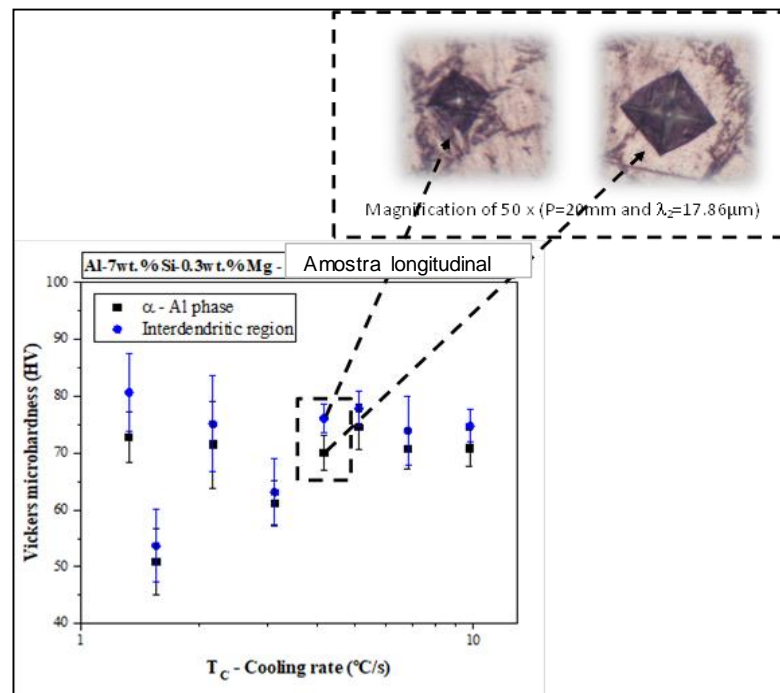 Magnification of 50 x (P=20mm and λ₂=17.86μm)
Al-7wt.%Si-0.3wt.%Mg - Amostra longitudinal
α - Al phase
Interdendritic region
Vickers microhardness (HV)
100
90
80
70
60
50
40
1
10
T_C - Cooling rate (°C/s)